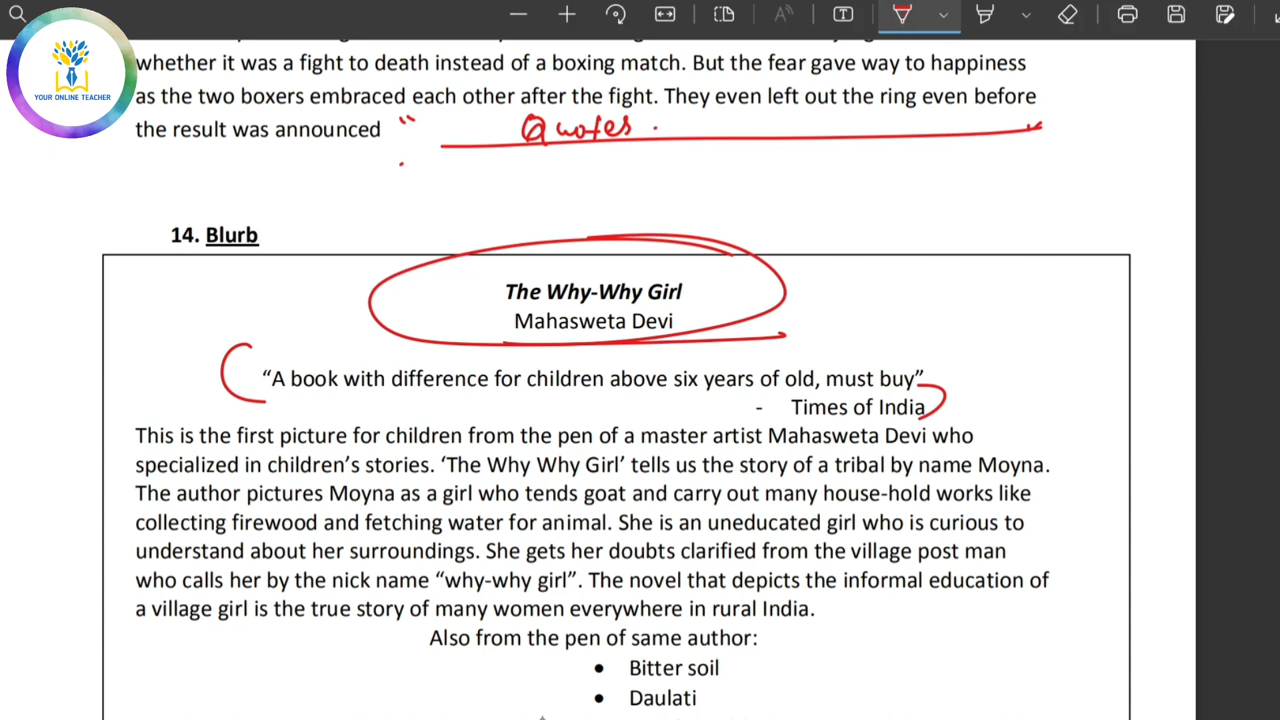 YOUR ONLINE TEACHER
whether it was a fight to death instead of a boxing match. But the fear gave way to happiness
as the two boxers embraced each other after the fight. They even left out the ring even before
the result was announced " Quotes .
14. Blurb
The Why-Why Girl
Mahasweta Devi
“A book with difference for children above six years of old, must buy”
- Times of India
This is the first picture for children from the pen of a master artist Mahasweta Devi who
specialized in children’s stories. ‘The Why Why Girl’ tells us the story of a tribal by name Moyna.
The author pictures Moyna as a girl who tends goat and carry out many house-hold works like
collecting firewood and fetching water for animal. She is an uneducated girl who is curious to
understand about her surroundings. She gets her doubts clarified from the village post man
who calls her by the nick name “why-why girl”. The novel that depicts the informal education of
a village girl is the true story of many women everywhere in rural India.
Also from the pen of same author:
• Bitter soil
• Daulati